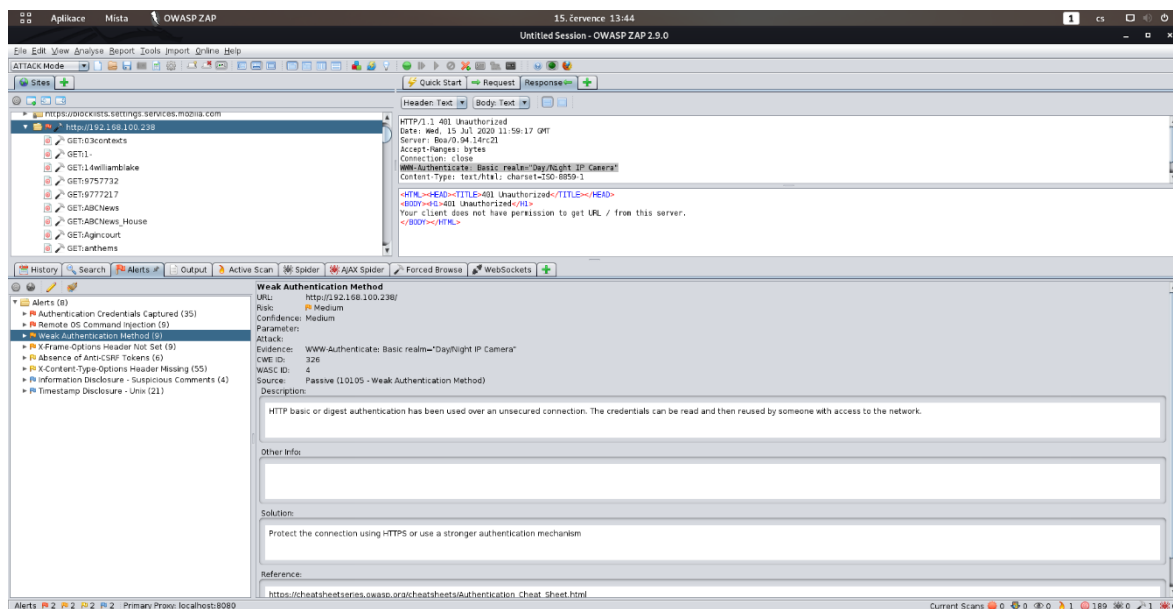 Aplikace Místa OWASP ZAP 15. července 13:44 1 cs
Untitled Session - OWASP ZAP 2.9.0
File Edit View Analyse Report Tools Import Online Help
ATTACK Mode
Sites Quick Start Request Response
Header: Text Body: Text
https://blocklists.settings.services.mozilla.com
http://192.168.100.238
GET:03contexts
GET:1-
GET:14williamblake
GET:9757732
GET:9777217
GET:ABCNews
GET:ABCNews_House
GET:Agincourt
GET:anthems
HTTP/1.1 401 Unauthorized
Date: Wed, 15 Jul 2020 11:59:17 GMT
Server: Boa/0.94.14rc21
Accept-Ranges: bytes
Connection: close
WWW-Authenticate: Basic realm="Day/Night IP Camera"
Content-Type: text/html; charset=ISO-8859-1
<HTML><HEAD><TITLE>401 Unauthorized</TITLE></HEAD>
<BODY><H1>401 Unauthorized</H1>
Your client does not have permission to get URL / from this server.
</BODY></HTML>
History Search Alerts Output Active Scan Spider AJAX Spider Forced Browse WebSockets
Alerts (8)
Authentication Credentials Captured (35)
Remote OS Command Injection (9)
Weak Authentication Method (9)
X-Frame-Options Header Not Set (9)
Absence of Anti-CSRF Tokens (6)
X-Content-Type-Options Header Missing (55)
Information Disclosure - Suspicious Comments (4)
Timestamp Disclosure - Unix (21)
Weak Authentication Method
URL: http://192.168.100.238/
Risk: Medium
Confidence: Medium
Parameter:
Attack:
Evidence: WWW-Authenticate: Basic realm="Day/Night IP Camera"
CWE ID: 326
WASC ID: 4
Source: Passive (10105 - Weak Authentication Method)
Description:
HTTP basic or digest authentication has been used over an unsecured connection. The credentials can be read and then reused by someone with access to the network.
Other Info:
Solution:
Protect the connection using HTTPS or use a stronger authentication mechanism
Reference:
https://cheatsheetseries.owasp.org/cheatsheets/Authentication_Cheat_Sheet.html
Alerts 2 2 2 2 Primary Proxy: localhost:8080 Current Scans 0 0 0 1 189 0 1